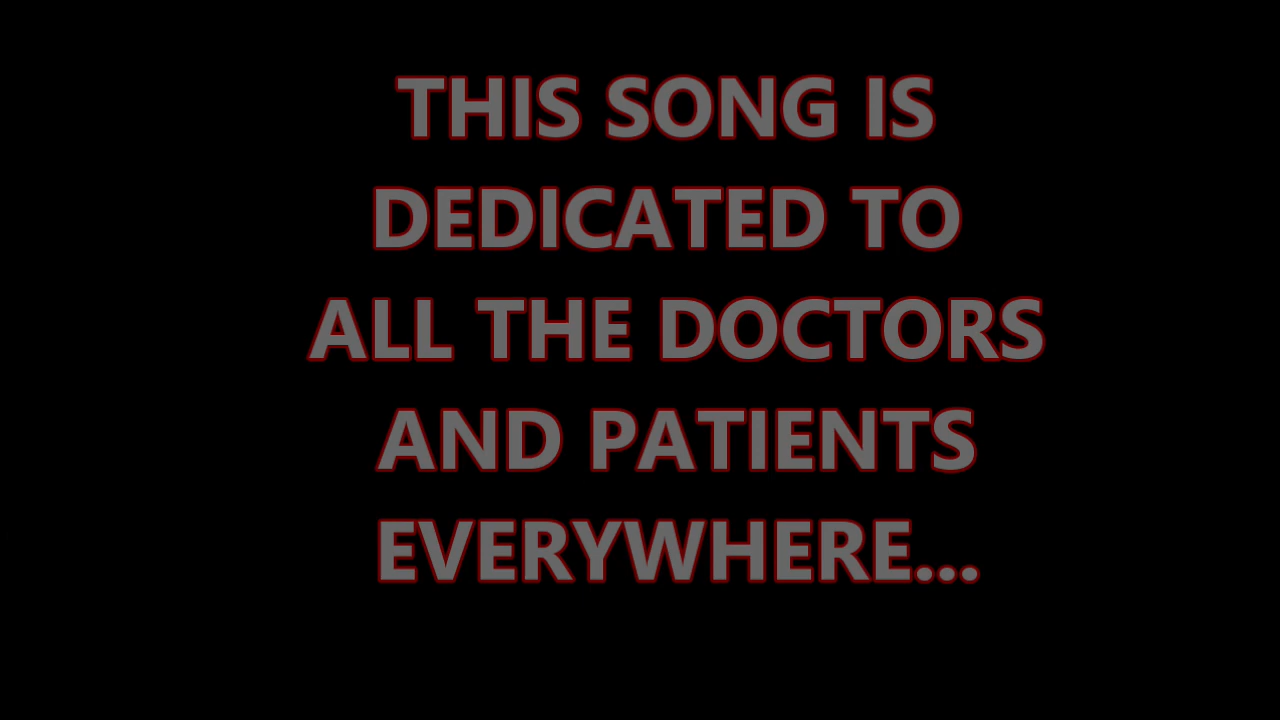 THIS SONG IS
DEDICATED TO
ALL THE DOCTORS
AND PATIENTS
EVERYWHERE...